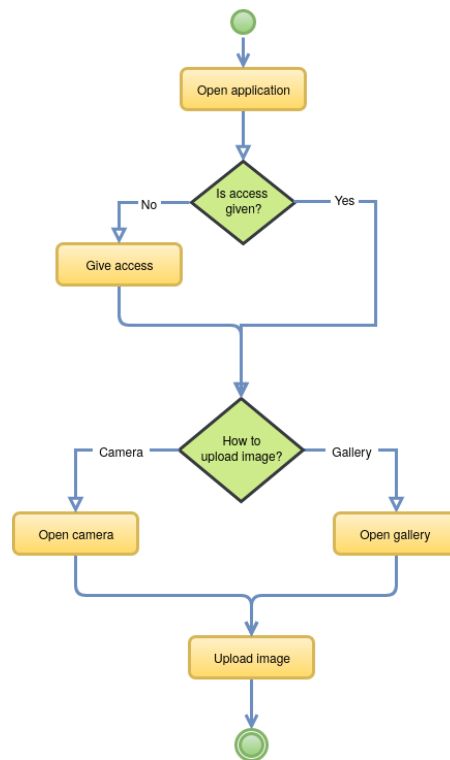 Open application
Is access
given?
No
Yes
Give access
How to
upload image?
Camera
Gallery
Open camera
Open gallery
Upload image